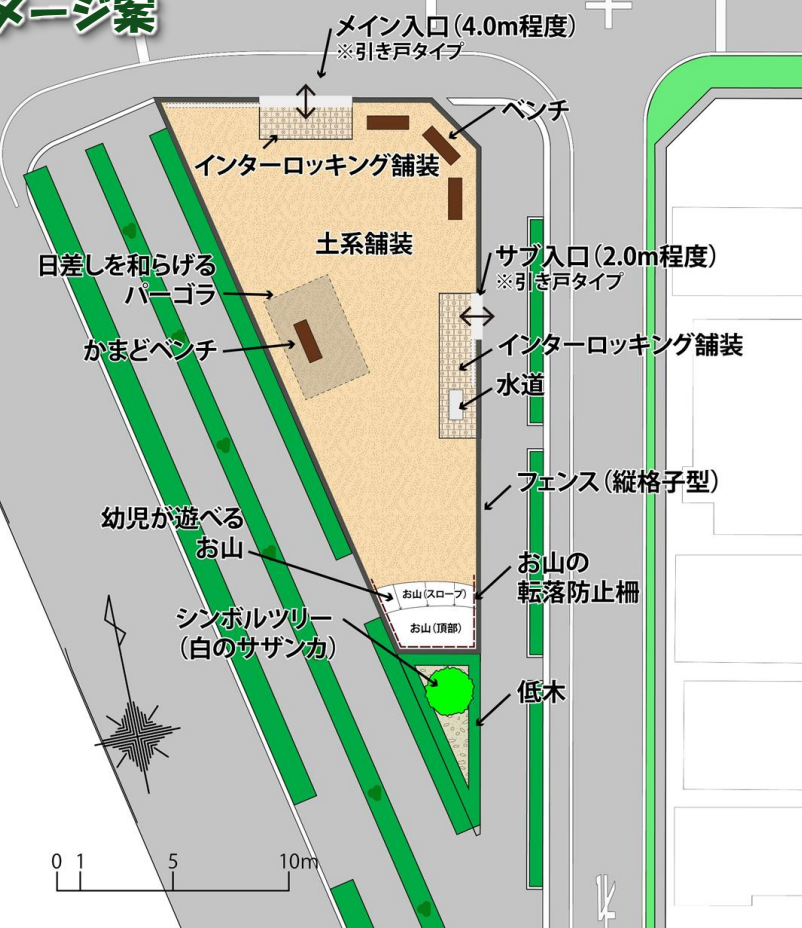 メージ案
メイン入口(4.0m程度)
※引き戸タイプ
ベンチ
インターロッキング舗装
土系舗装
サブ入口(2.0m程度)
※引き戸タイプ
日差しを和らげる
パーゴラ
かまどベンチ
インターロッキング舗装
水道
フェンス(縦格子型)
幼児が遊べる
お山
お山の
転落防止柵
お山(スロープ)
お山(頂部)
シンボルツリー
(白のサザンカ)
低木
0 1 5 10m